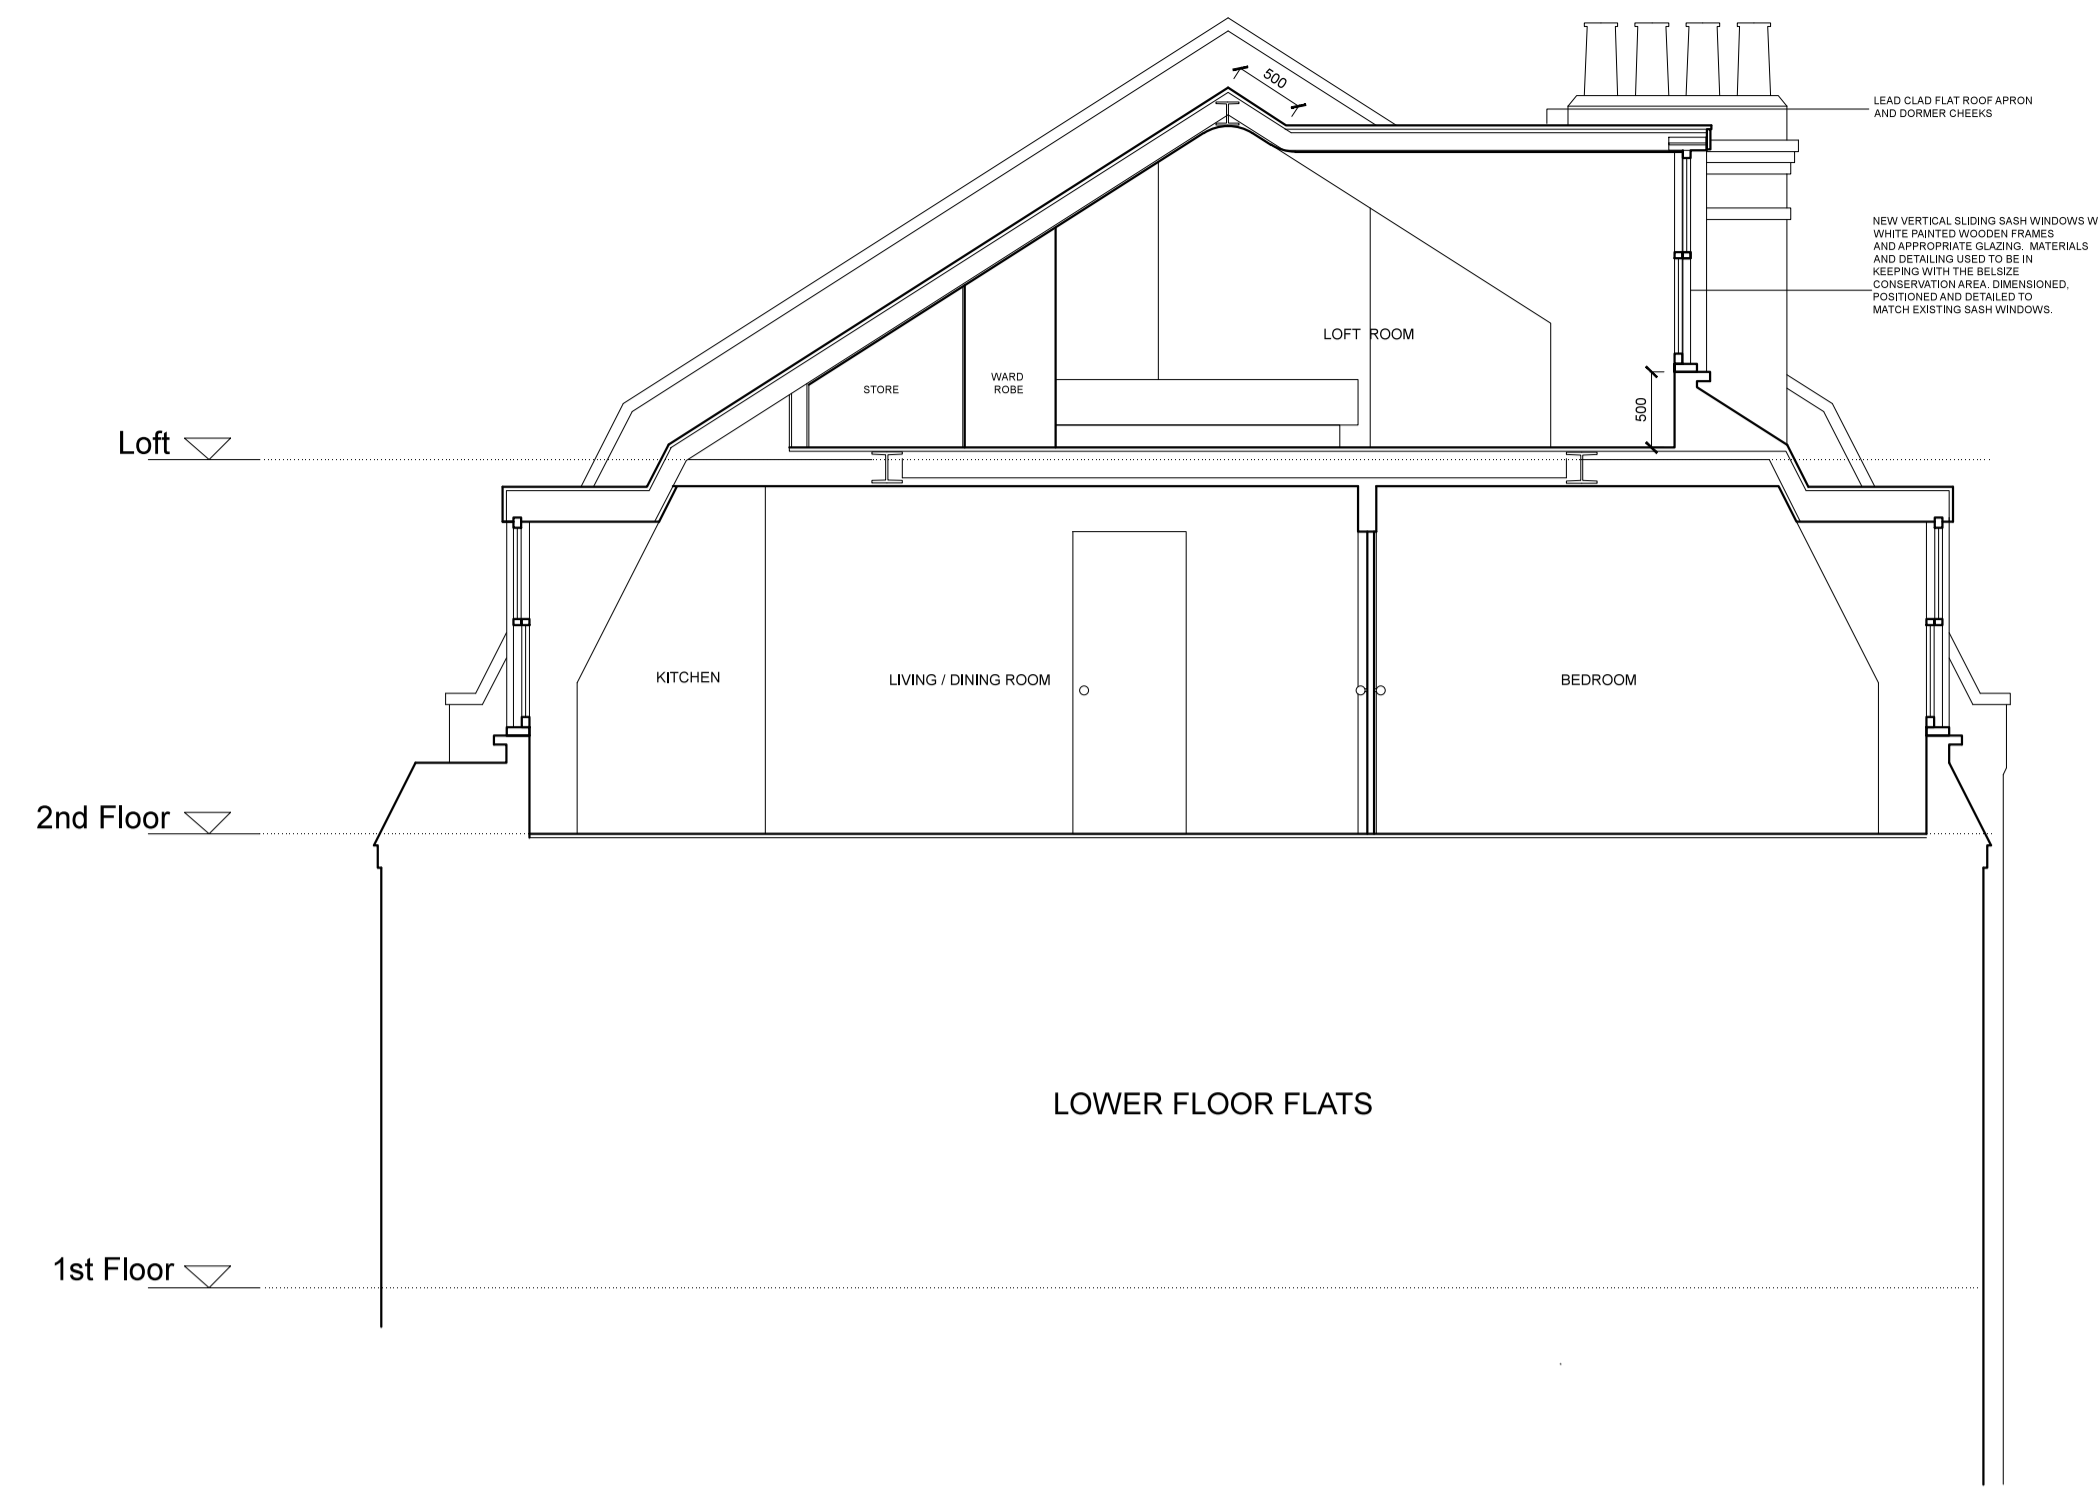 500
LEAD CLAD FLAT ROOF APRON
AND DORMER CHEEKS
NEW VERTICAL SLIDING SASH WINDOWS W
WHITE PAINTED WOODEN FRAMES
AND APPROPRIATE GLAZING. MATERIALS
AND DETAILING USED TO BE IN
KEEPING WITH THE BELSIZE
CONSERVATION AREA. DIMENSIONED,
POSITIONED AND DETAILED TO
MATCH EXISTING SASH WINDOWS.
LOFT ROOM
STORE
WARD
ROBE
500
Loft
KITCHEN
LIVING / DINING ROOM
BEDROOM
2nd Floor
LOWER FLOOR FLATS
1st Floor